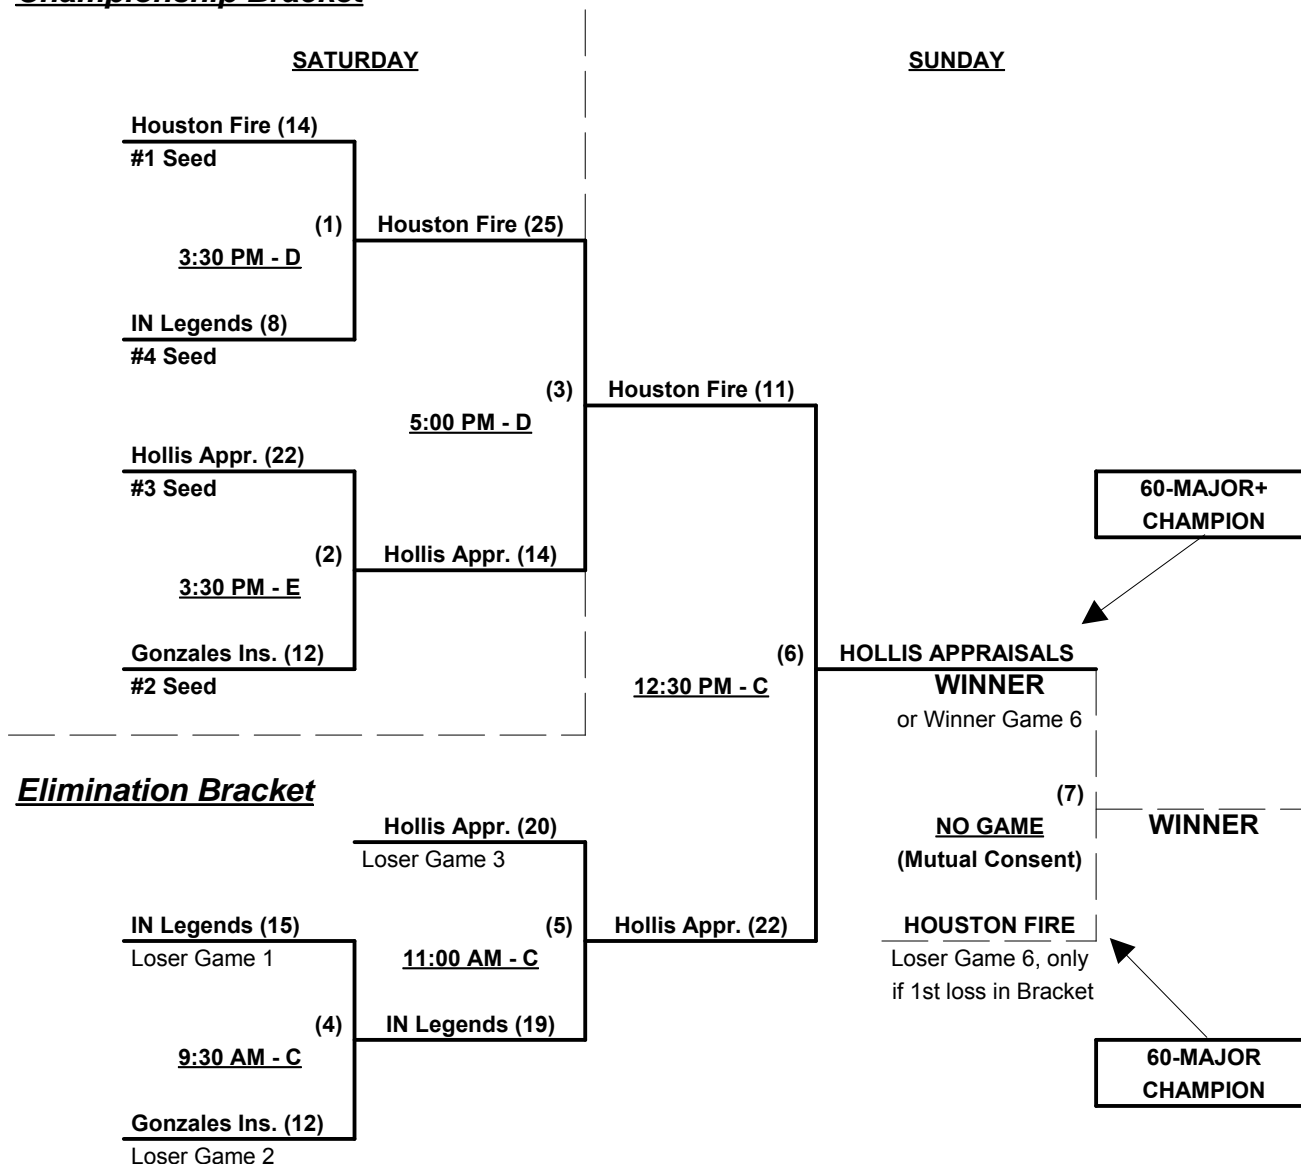 Championship Bracket
SATURDAY
SUNDAY
Houston Fire (14)
#1 Seed
(1)
Houston Fire (25)
3:30 PM - D
IN Legends (8)
#4 Seed
(3)
Houston Fire (11)
5:00 PM - D
Hollis Appr. (22)
#3 Seed
60-MAJOR+
CHAMPION
(2)
Hollis Appr. (14)
3:30 PM - E
Gonzales Ins. (12)
#2 Seed
(6)
HOLLIS APPRAISALS
12:30 PM - C
WINNER
or Winner Game 6
Elimination Bracket
(7)
Hollis Appr. (20)
Loser Game 3
NO GAME
(Mutual Consent)
WINNER
IN Legends (15)
Loser Game 1
(5)
Hollis Appr. (22)
11:00 AM - C
HOUSTON FIRE
Loser Game 6, only
if 1st loss in Bracket
(4)
IN Legends (19)
9:30 AM - C
60-MAJOR
CHAMPION
Gonzales Ins. (12)
Loser Game 2